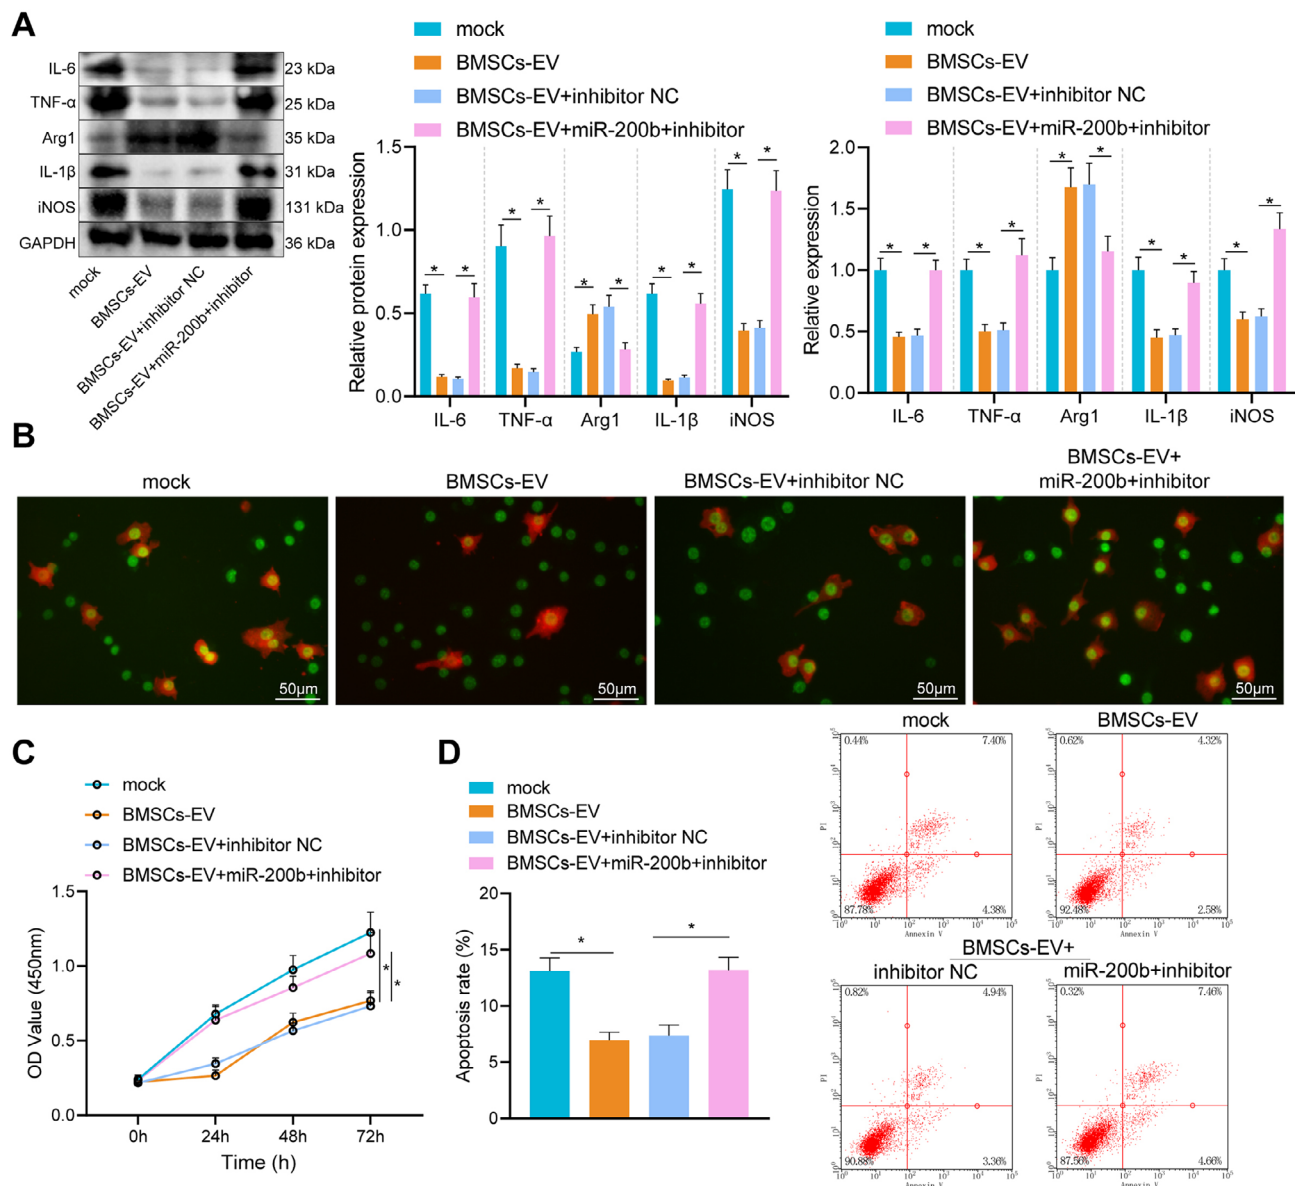 A
IL-6 23 kDa
TNF-α 25 kDa
Arg1 35 kDa
IL-1β 31 kDa
iNOS 131 kDa
GAPDH 36 kDa
mock
BMSCs-EV
BMSCs-EV+inhibitor NC
BMSCs-EV+miR-200b+inhibitor
mock
BMSCs-EV
BMSCs-EV+inhibitor NC
BMSCs-EV+miR-200b+inhibitor
Relative protein expression
1.5
1.0
0.5
0.0
* * * * * * * * * *
IL-6 TNF-α Arg1 IL-1β iNOS
mock
BMSCs-EV
BMSCs-EV+inhibitor NC
BMSCs-EV+miR-200b+inhibitor
Relative expression
2.0
1.5
1.0
0.5
0.0
* * * * * * * * * *
IL-6 TNF-α Arg1 IL-1β iNOS
B
mock
BMSCs-EV
BMSCs-EV+inhibitor NC
BMSCs-EV+
miR-200b+inhibitor
50μm 50μm 50μm 50μm
C
mock
BMSCs-EV
BMSCs-EV+inhibitor NC
BMSCs-EV+miR-200b+inhibitor
OD Value (450nm)
1.5
1.0
0.5
0.0
* *
0h 24h 48h 72h
Time (h)
D
mock
BMSCs-EV
BMSCs-EV+inhibitor NC
BMSCs-EV+miR-200b+inhibitor
Apoptosis rate (%)
20
15
10
5
0
* *
mock
0.44% 7.40%
PI
87.78% 4.38%
Annexin V
BMSCs-EV
0.62% 4.32%
PI
92.48% 2.58%
Annexin V
BMSCs-EV+
inhibitor NC
0.82% 4.94%
PI
90.88% 3.36%
Annexin V
miR-200b+inhibitor
0.32% 7.46%
PI
87.56% 4.66%
Annexin V